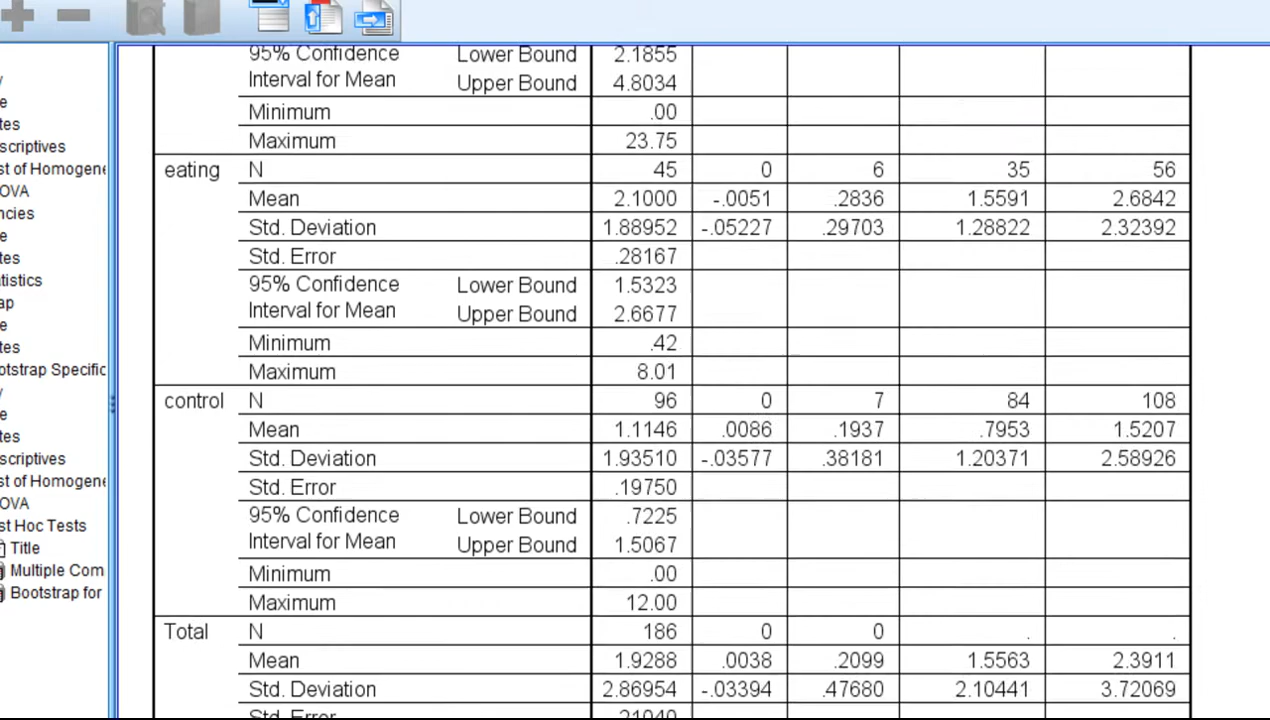 95% Confidence Lower Bound 2.1855
Interval for Mean Upper Bound 4.8034
Minimum .00
Maximum 23.75
eating N 45 0 6 35 56
Mean 2.1000 -.0051 .2836 1.5591 2.6842
Std. Deviation 1.88952 -.05227 .29703 1.28822 2.32392
Std. Error .28167
95% Confidence Lower Bound 1.5323
Interval for Mean Upper Bound 2.6677
Minimum .42
Maximum 8.01
control N 96 0 7 84 108
Mean 1.1146 .0086 .1937 .7953 1.5207
Std. Deviation 1.93510 -.03577 .38181 1.20371 2.58926
Std. Error .19750
95% Confidence Lower Bound .7225
Interval for Mean Upper Bound 1.5067
Minimum .00
Maximum 12.00
Total N 186 0 0 . .
Mean 1.9288 .0038 .2099 1.5563 2.3911
Std. Deviation 2.86954 -.03394 .47680 2.10441 3.72069
Std. Error .21040
y
e
tes
scriptives
st of Homogene
OVA
ncies
e
tes
tistics
ap
e
tes
otstrap Specific
y
e
tes
scriptives
st of Homogene
OVA
st Hoc Tests
Title
Multiple Com
Bootstrap for